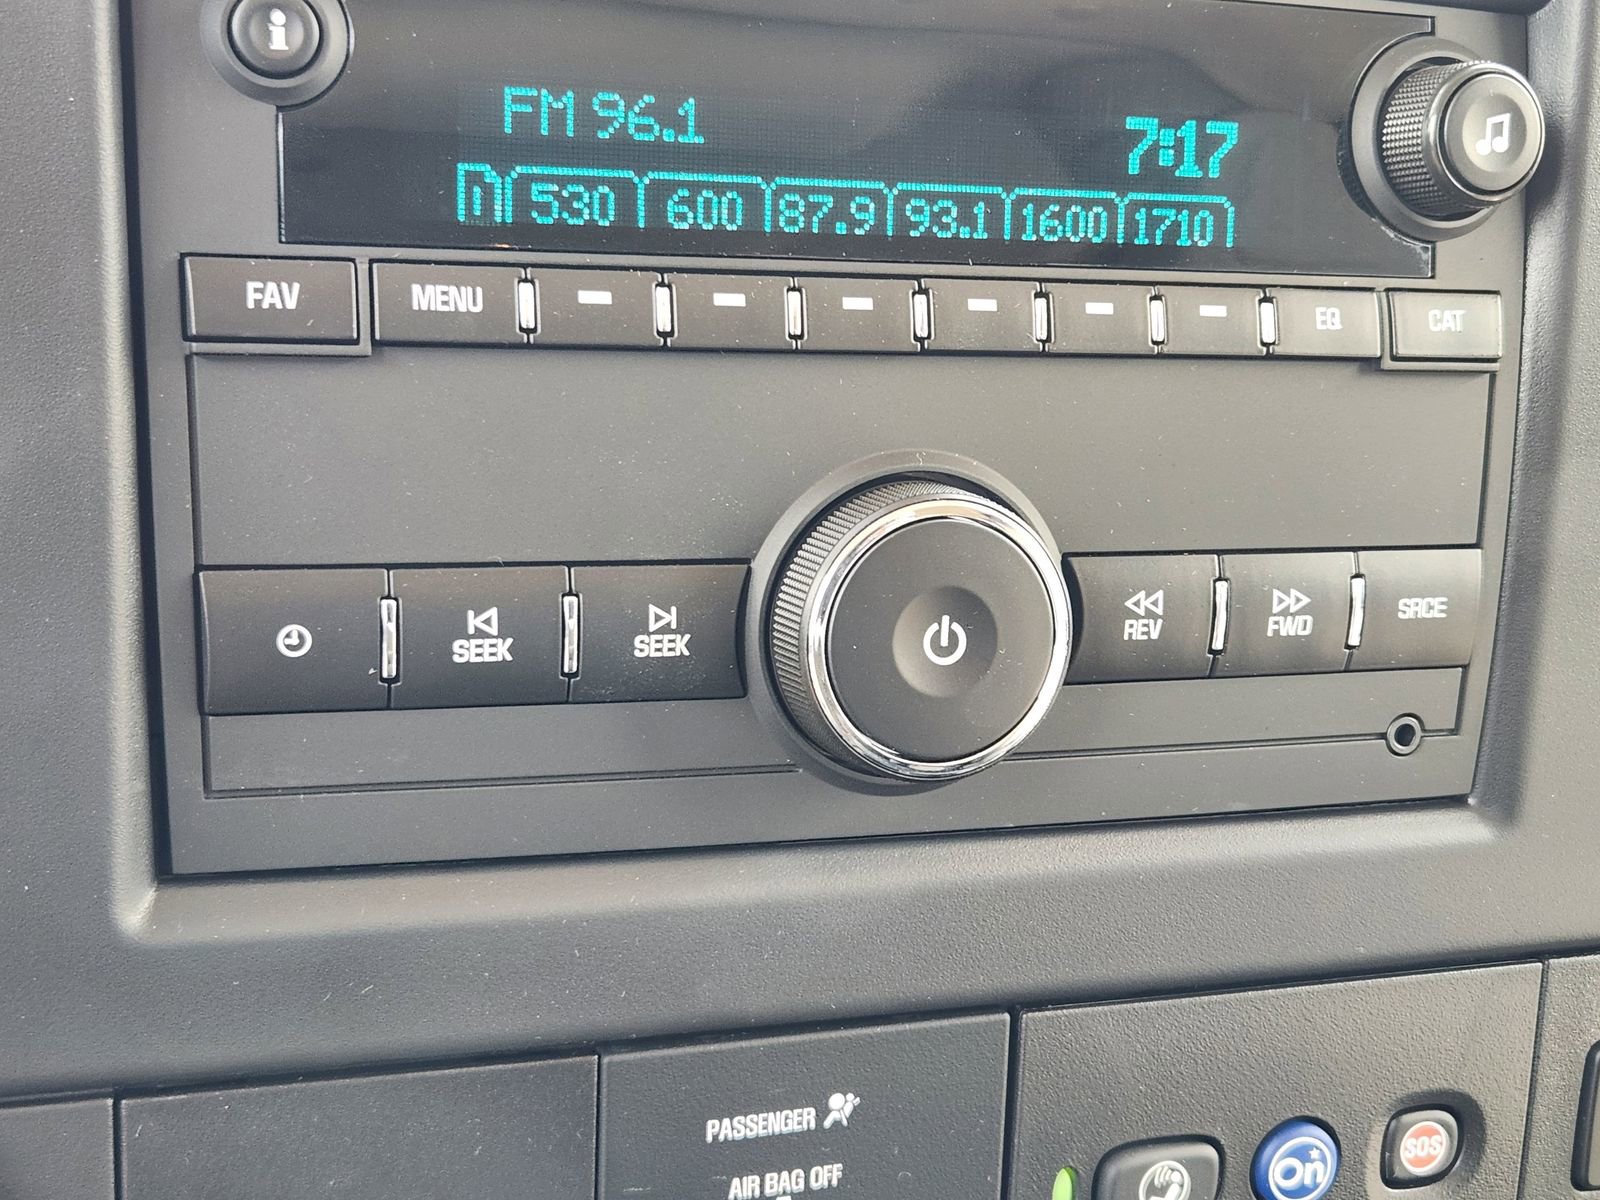 i
FM 96.1
7:17
530 600 87.9 93.1 1600 1710
FAV MENU EQ CAT
SEEK SEEK REV FWD SRCE
PASSENGER
AIR BAG OFF
On
SOS